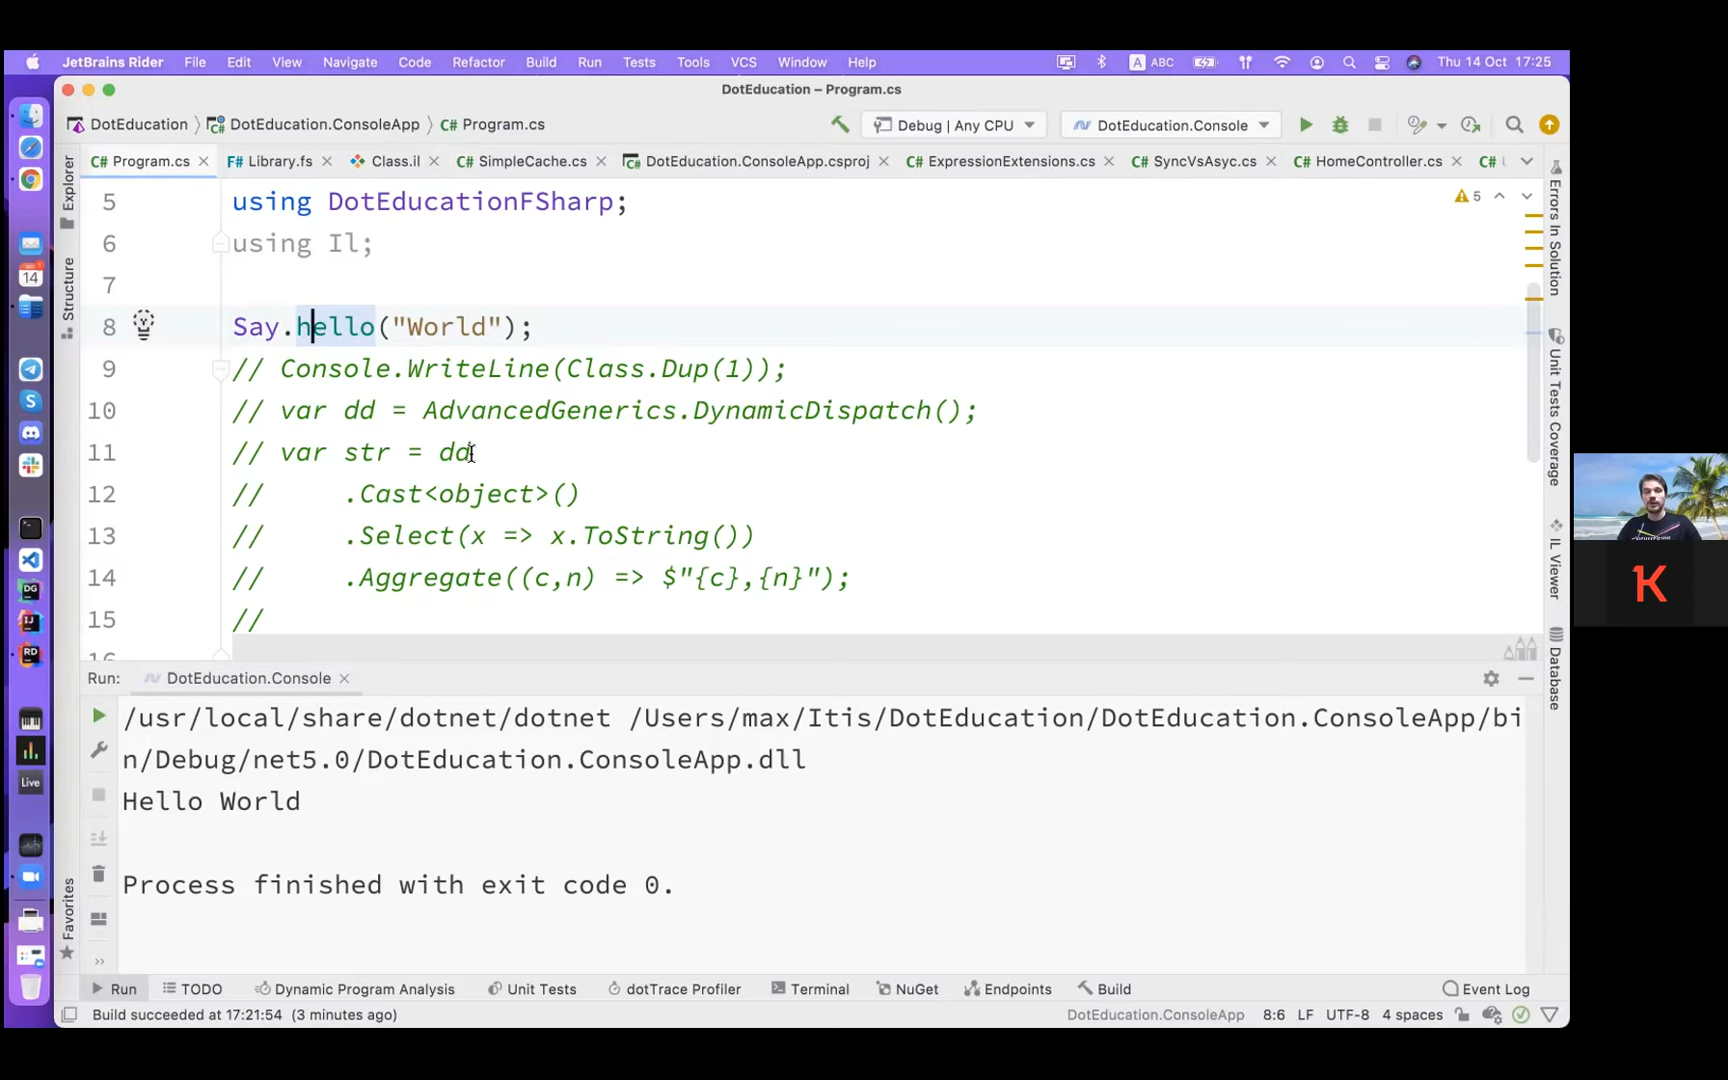 JetBrains Rider File Edit View Navigate Code Refactor Build Run Tests Tools VCS Window Help A ABC Thu 14 Oct 17:25
DotEducation – Program.cs
DotEducation DotEducation.ConsoleApp C# Program.cs Debug | Any CPU DotEducation.Console
C# Program.cs F# Library.fs Class.il C# SimpleCache.cs DotEducation.ConsoleApp.csproj C# ExpressionExtensions.cs C# SyncVsAsyc.cs C# HomeController.cs C#
Explorer
Structure
Favorites
5 using DotEducationFSharp;
6 using Il;
7
8 Say.hello("World");
9 // Console.WriteLine(Class.Dup(1));
10 // var dd = AdvancedGenerics.DynamicDispatch();
11 // var str = dd
12 //     .Cast<object>()
13 //     .Select(x => x.ToString())
14 //     .Aggregate((c,n) => $"{c},{n}");
15 //
16
5
Errors In Solution
Unit Tests Coverage
IL Viewer
Database
Run: DotEducation.Console
/usr/local/share/dotnet/dotnet /Users/max/Itis/DotEducation/DotEducation.ConsoleApp/bi
n/Debug/net5.0/DotEducation.ConsoleApp.dll
Hello World
Process finished with exit code 0.
Run TODO Dynamic Program Analysis Unit Tests dotTrace Profiler Terminal NuGet Endpoints Build Event Log
Build succeeded at 17:21:54 (3 minutes ago) DotEducation.ConsoleApp 8:6 LF UTF-8 4 spaces
14
DG
IJ
RD
Live
K